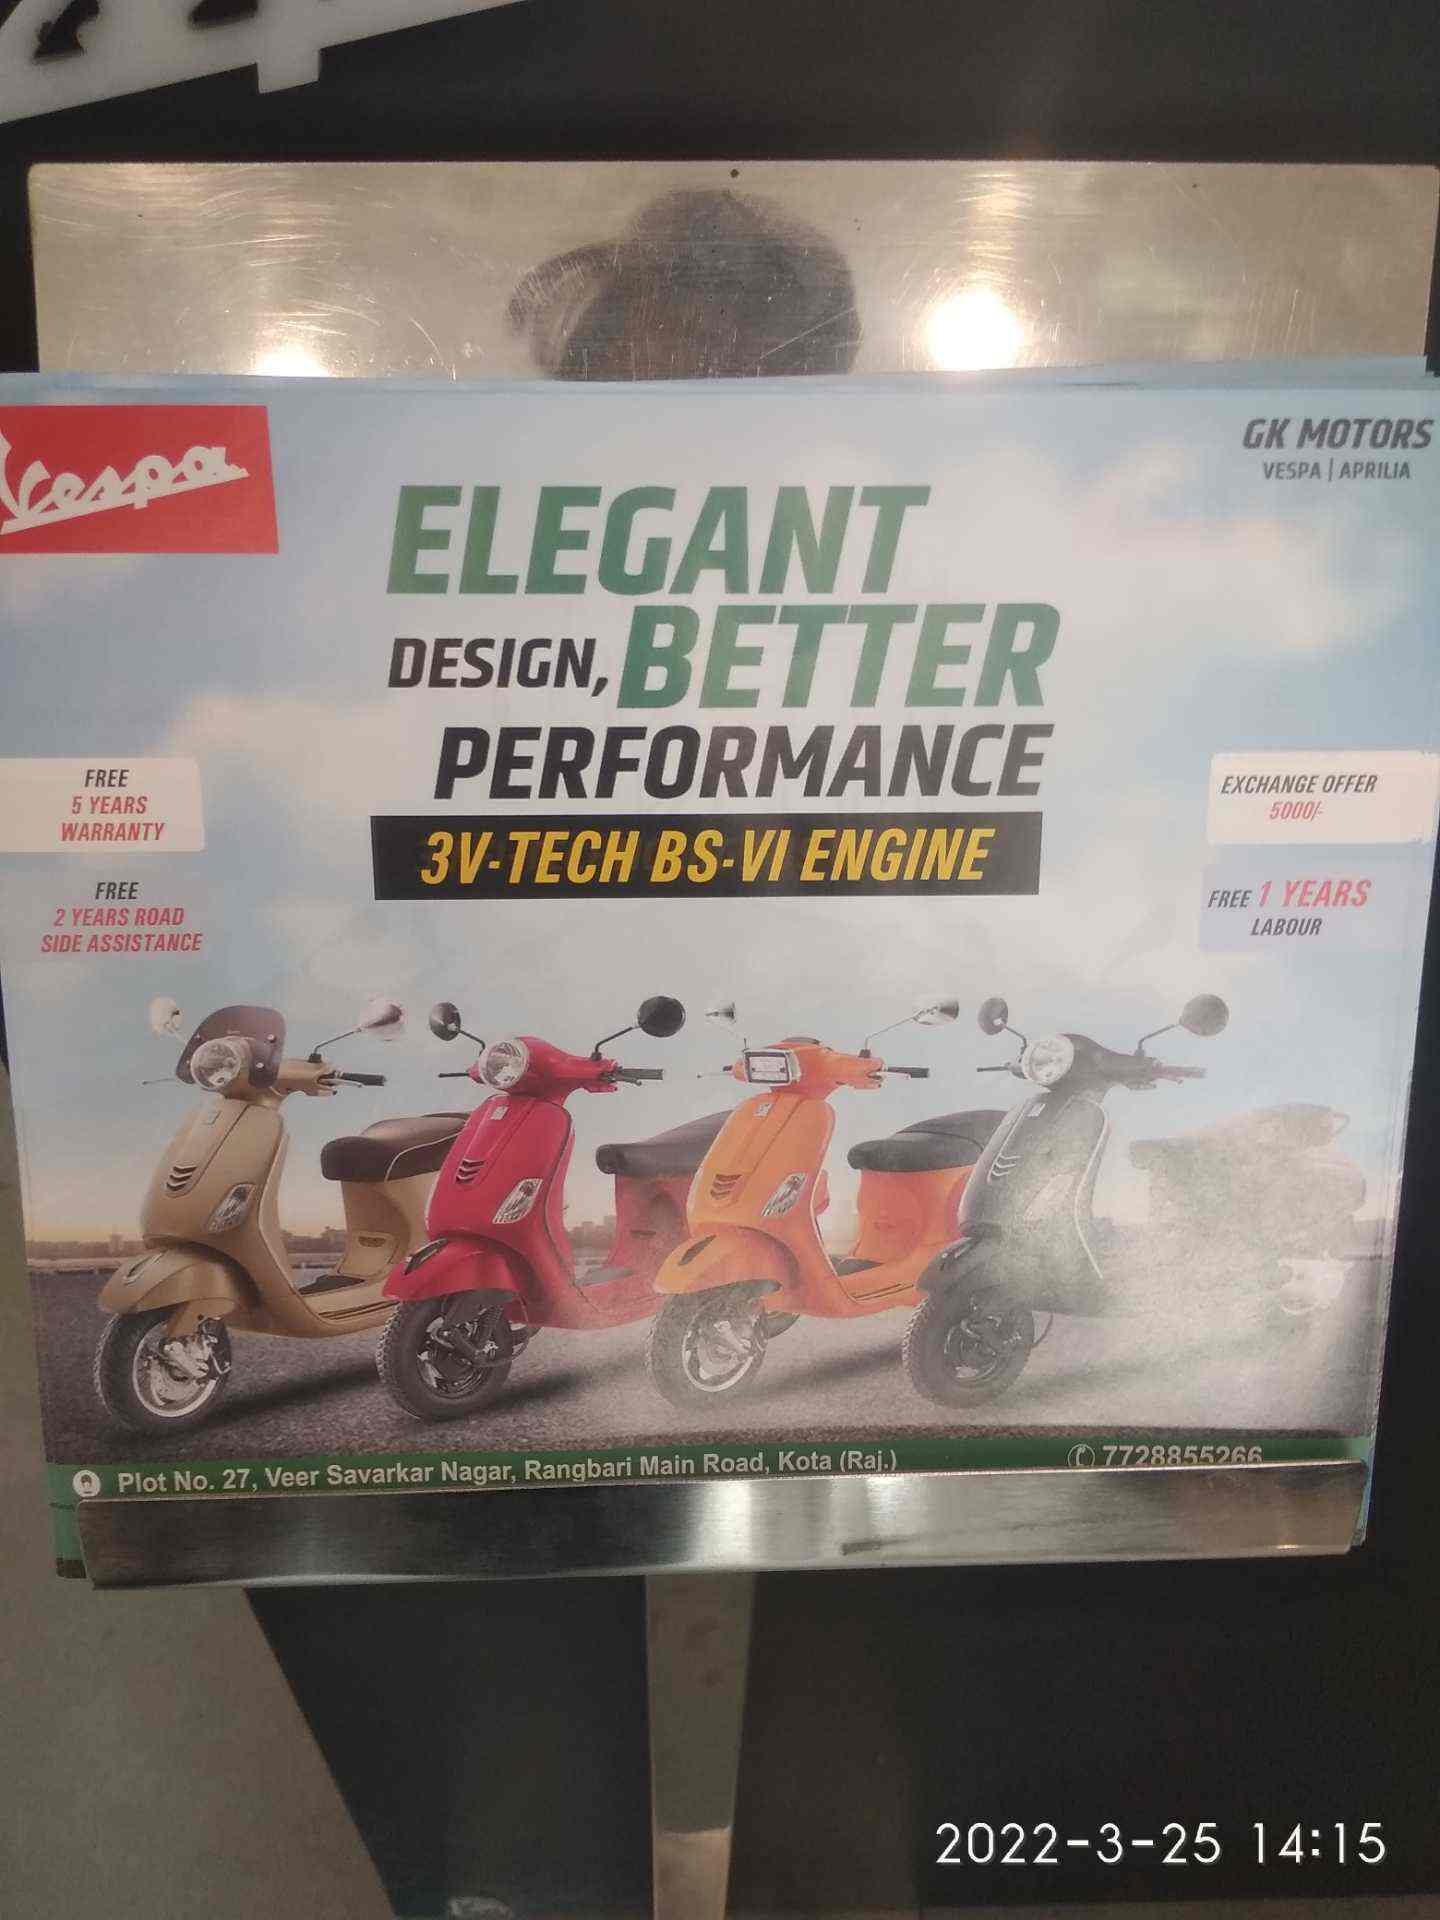 Vespa
GK MOTORS
VESPA | APRILIA
ELEGANT
DESIGN, BETTER
PERFORMANCE
3V-TECH BS-VI ENGINE
FREE
5 YEARS
WARRANTY
FREE
2 YEARS ROAD
SIDE ASSISTANCE
EXCHANGE OFFER
5000/-
FREE 1 YEARS
LABOUR
Plot No. 27, Veer Savarkar Nagar, Rangbari Main Road, Kota (Raj.)
7728855266
2022-3-25 14:15